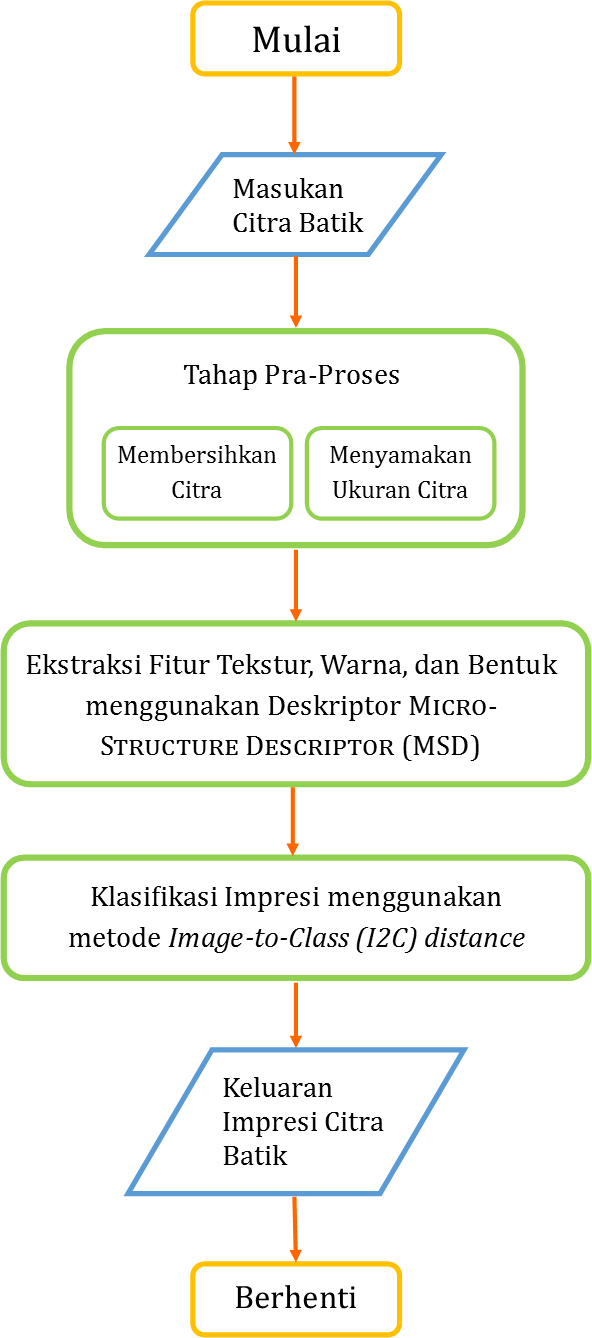 Mulai
Masukan
Citra Batik
Tahap Pra-Proses
Membersihkan
Citra
Menyamakan
Ukuran Citra
Ekstraksi Fitur Tekstur, Warna, dan Bentuk
menggunakan Deskriptor MICRO-
STRUCTURE DESCRIPTOR (MSD)
Klasifikasi Impresi menggunakan
metode Image-to-Class (I2C) distance
Keluaran
Impresi Citra
Batik
Berhenti